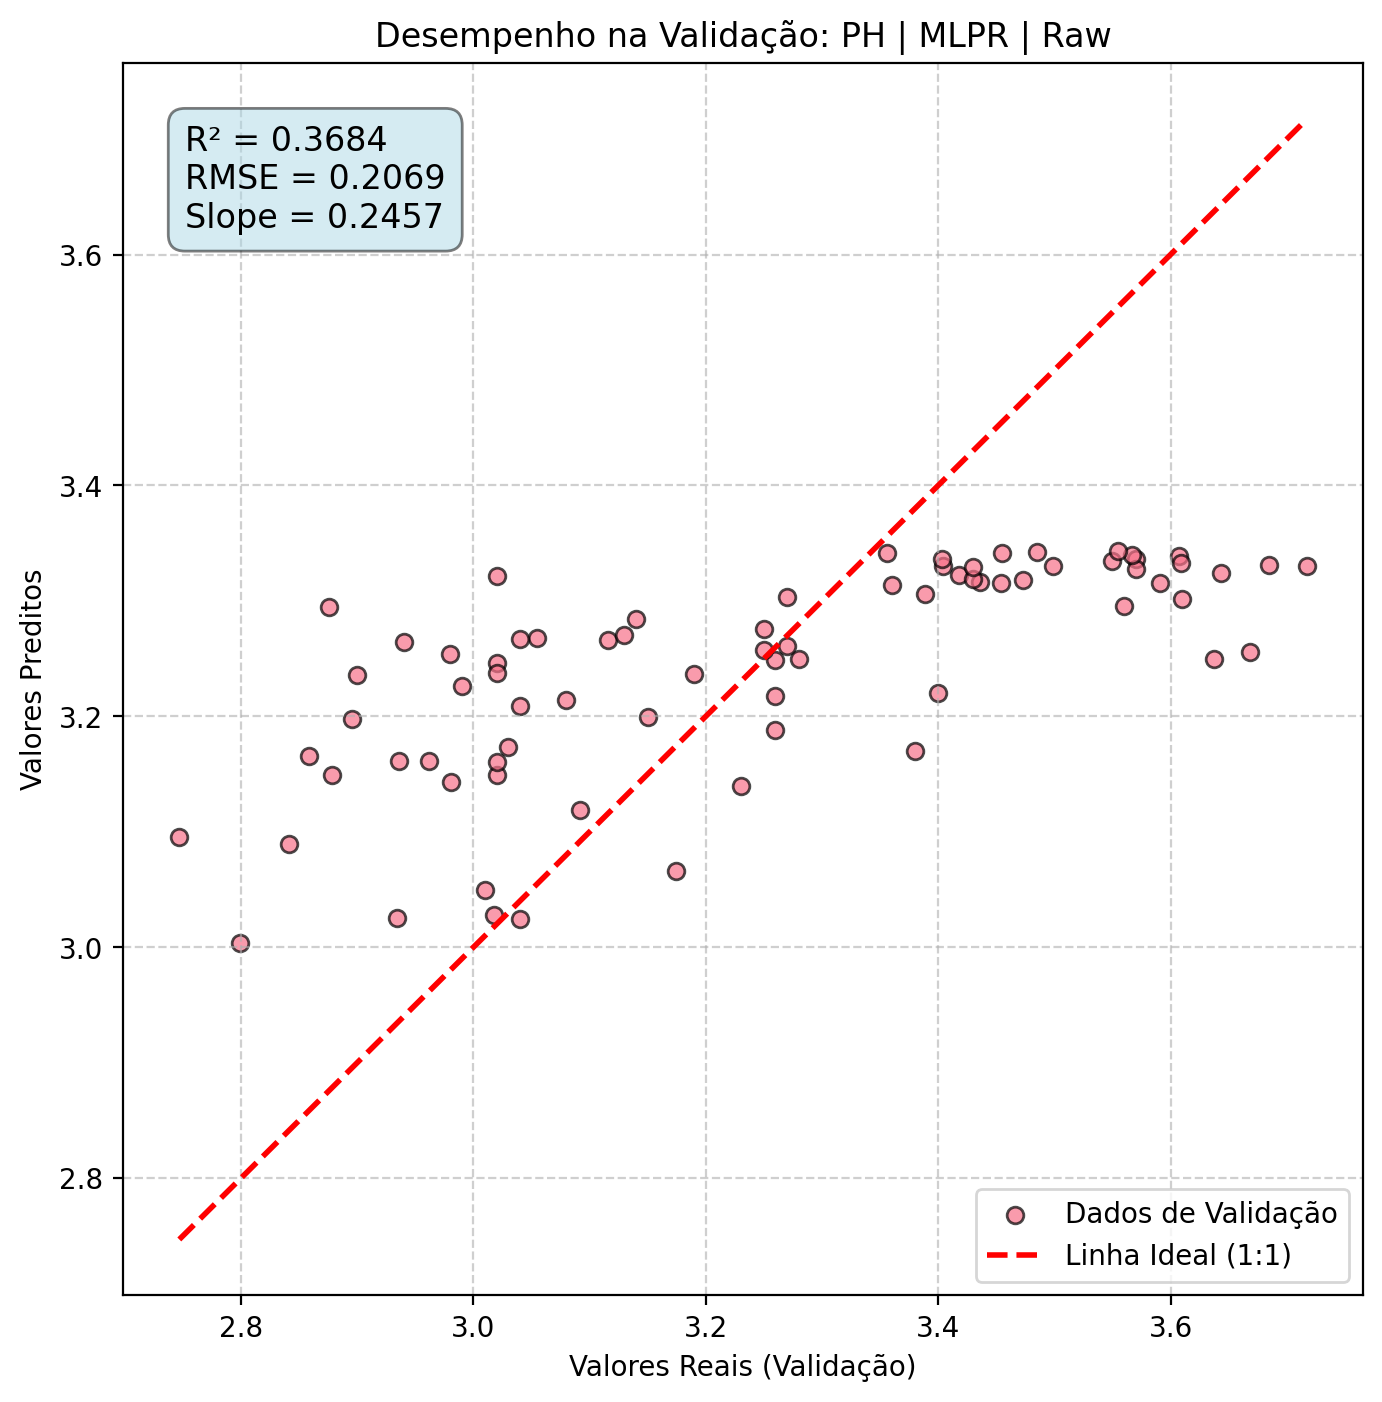 Desempenho na Validação: PH | MLPR | Raw
R² = 0.3684
RMSE = 0.2069
Slope = 0.2457
Valores Preditos
3.6
3.4
3.2
3.0
2.8
Dados de Validação
Linha Ideal (1:1)
2.8 3.0 3.2 3.4 3.6
Valores Reais (Validação)